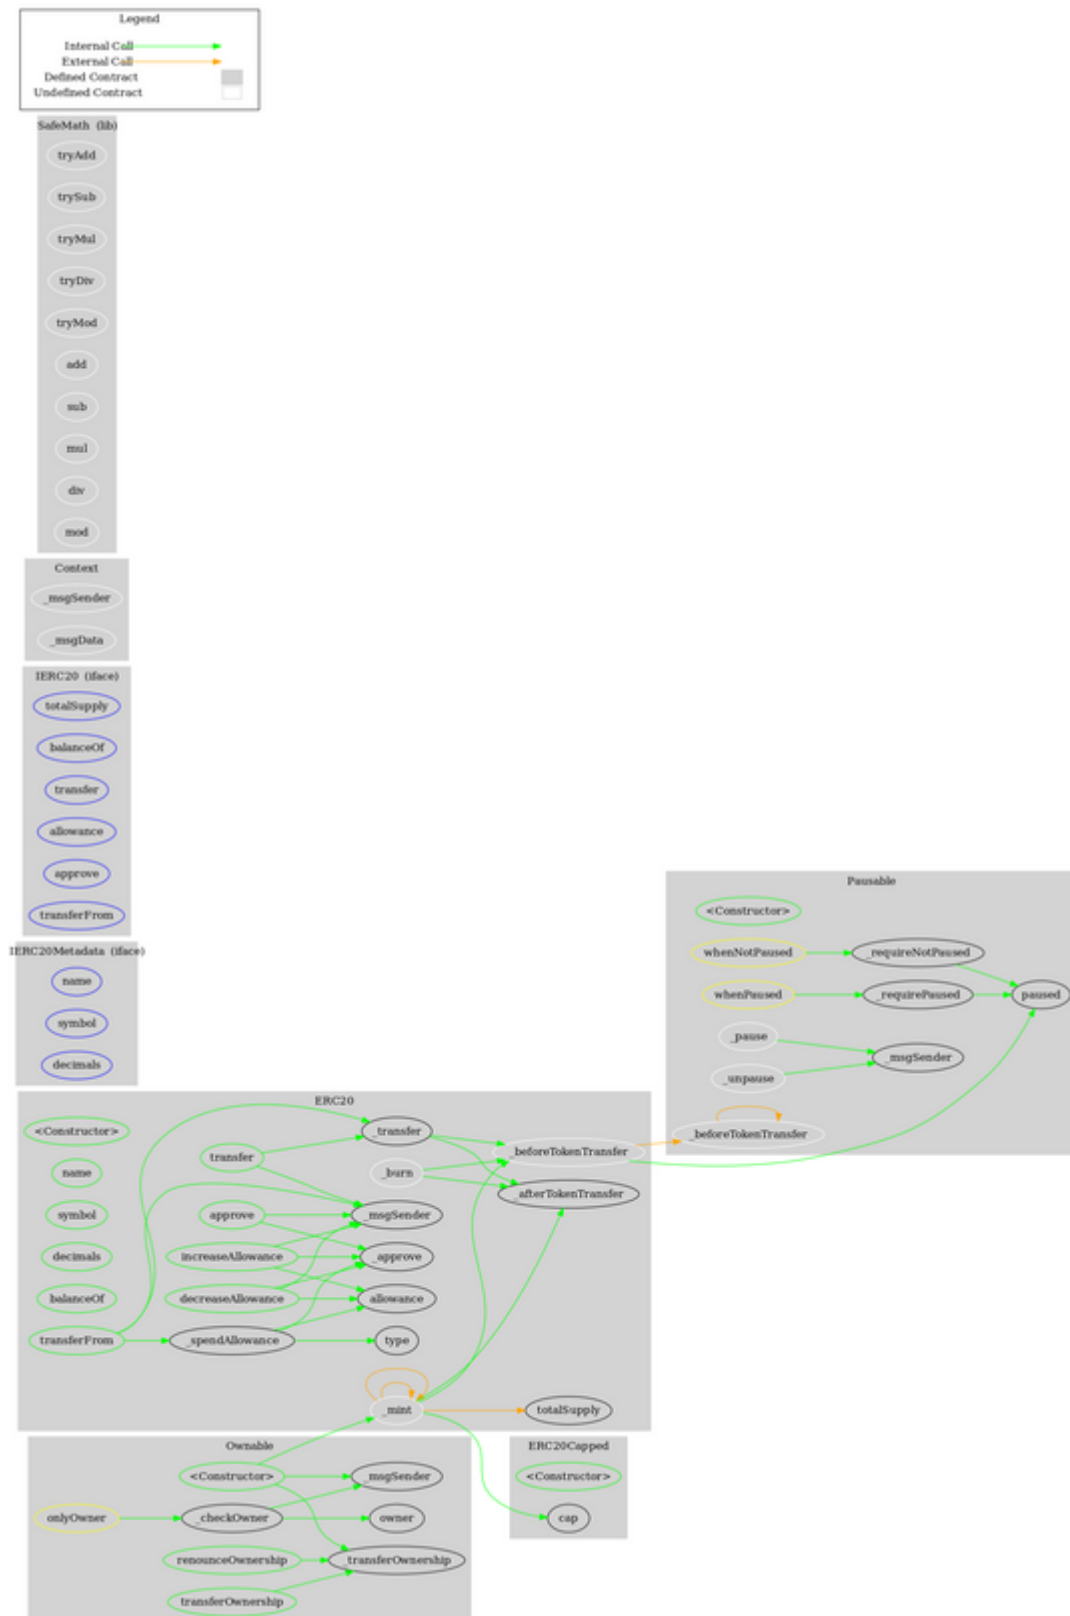 Legend
Internal Call
External Call
Defined Contract
Undefined Contract
SafeMath (lib)
tryAdd
trySub
tryMul
tryDiv
tryMod
add
sub
mul
div
mod
Context
_msgSender
_msgData
IERC20 (iface)
totalSupply
balanceOf
transfer
allowance
approve
transferFrom
IERC20Metadata (iface)
name
symbol
decimals
Pausable
<Constructor>
whenNotPaused
_requireNotPaused
whenPaused
_requirePaused
paused
_pause
_msgSender
_unpause
_beforeTokenTransfer
ERC20
<Constructor>
_transfer
transfer
_beforeTokenTransfer
name
_burn
_afterTokenTransfer
symbol
approve
_msgSender
decimals
increaseAllowance
_approve
balanceOf
decreaseAllowance
allowance
transferFrom
_spendAllowance
type
_mint
totalSupply
Ownable
<Constructor>
_msgSender
onlyOwner
_checkOwner
owner
renounceOwnership
_transferOwnership
transferOwnership
ERC20Capped
<Constructor>
cap